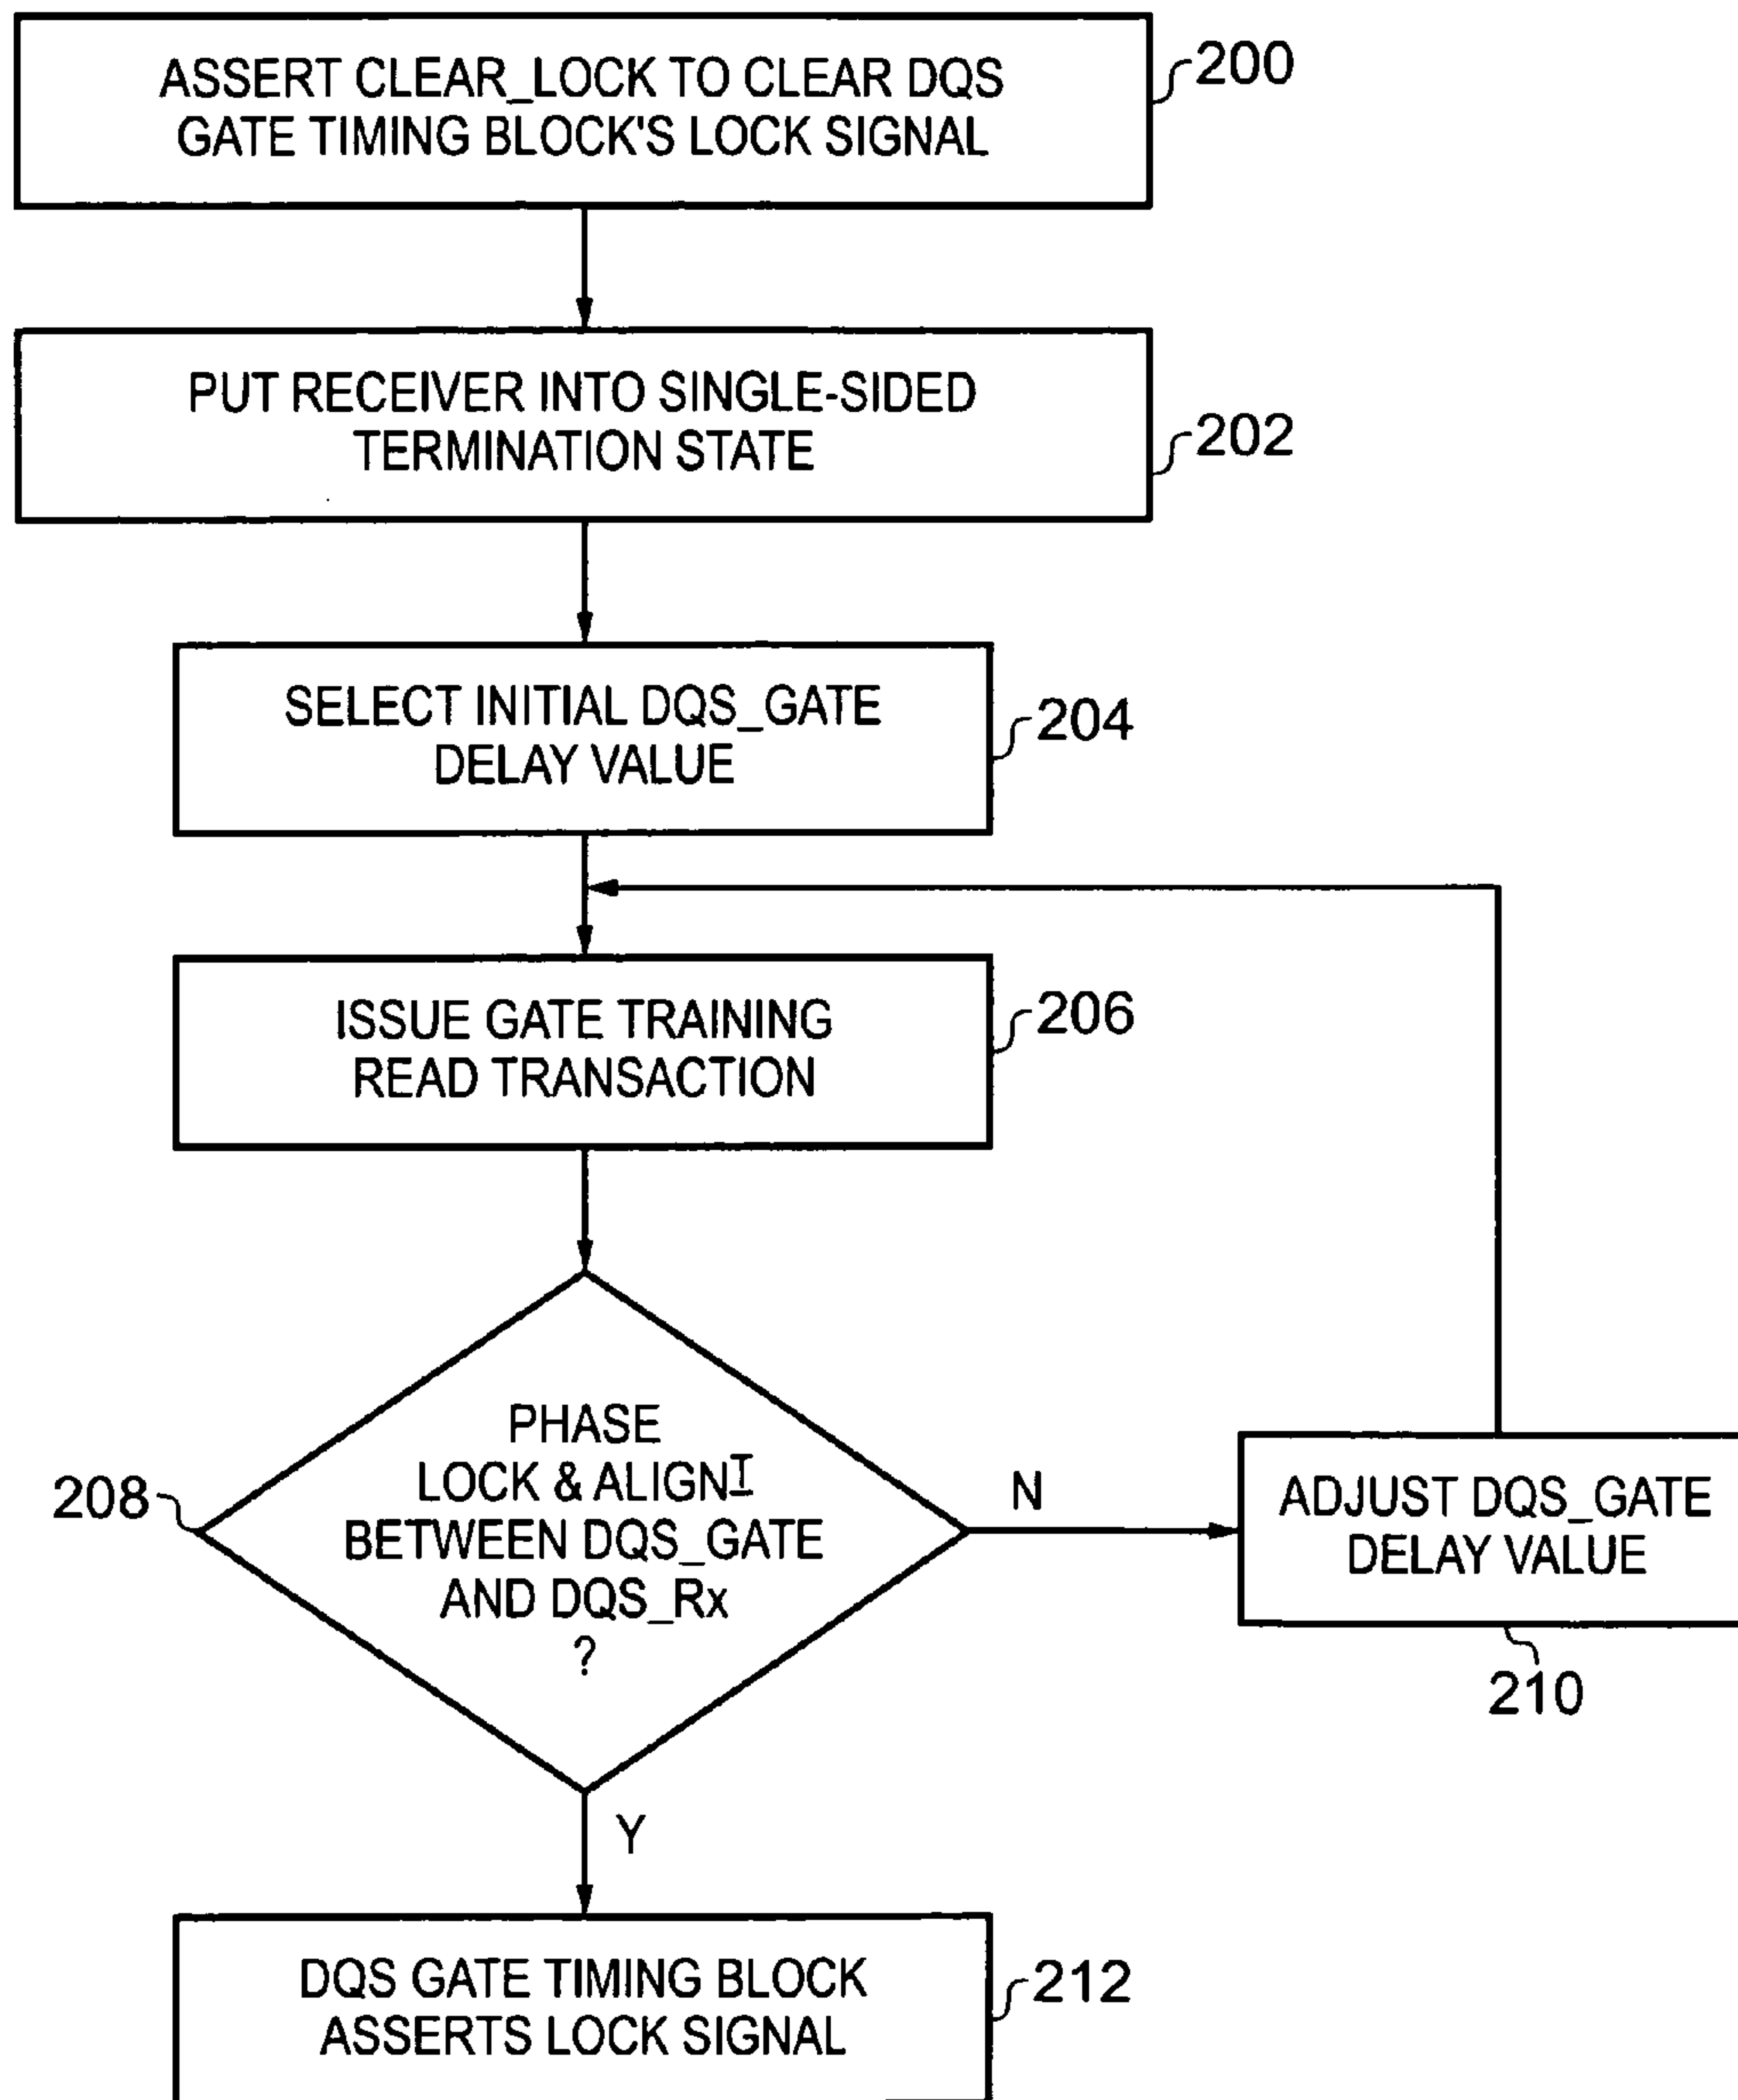 ASSERT CLEAR_LOCK TO CLEAR DQS
GATE TIMING BLOCK'S LOCK SIGNAL
200
PUT RECEIVER INTO SINGLE-SIDED
TERMINATION STATE
202
SELECT INITIAL DQS_GATE
DELAY VALUE
204
ISSUE GATE TRAINING
READ TRANSACTION
206
PHASE
LOCK & ALIGNT
BETWEEN DQS_GATE
AND DQS_Rx
?
208
N
ADJUST DQS_GATE
DELAY VALUE
210
Y
DQS GATE TIMING BLOCK
ASSERTS LOCK SIGNAL
212